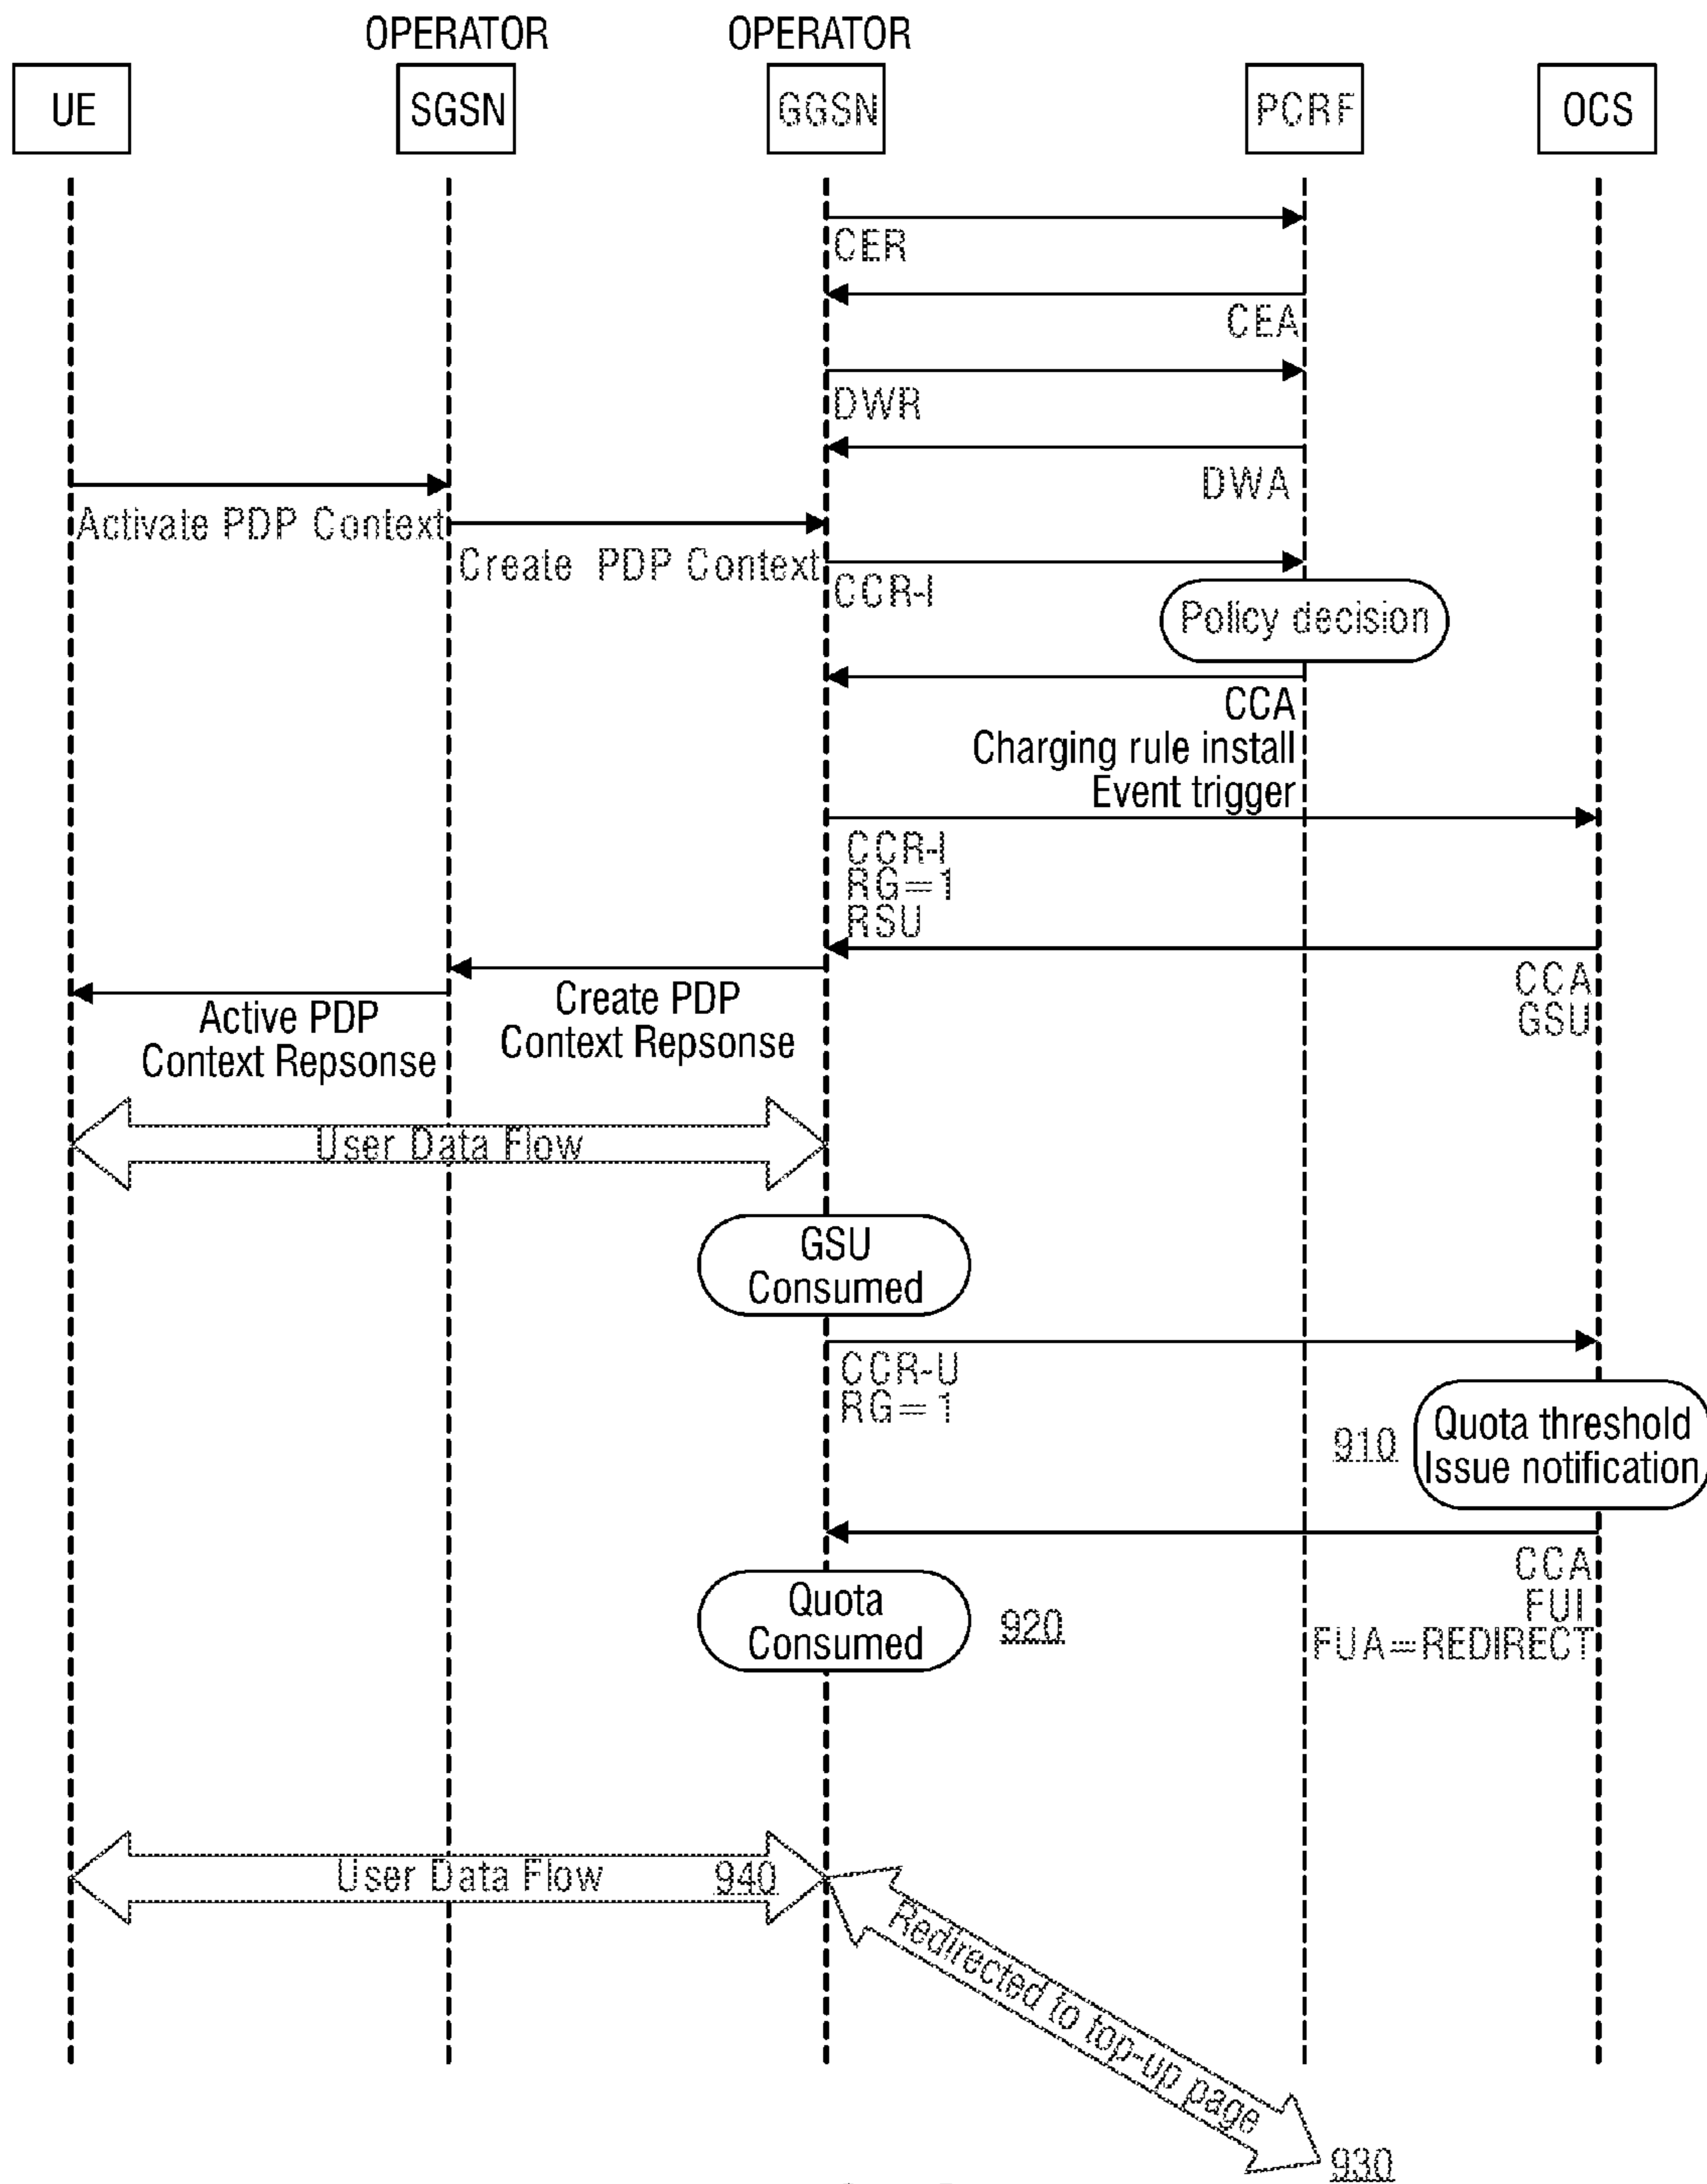 OPERATOR
OPERATOR
UE
SGSN
GGSN
PCRF
OCS
CER
CEA
DWR
DWA
Activate PDP Context
Create PDP Context
CCR-I
Policy decision
CCA
Charging rule install
Event trigger
CCR-I
RG=1
RSU
CCA
GSU
Create PDP
Context Repsonse
Active PDP
Context Repsonse
User Data Flow
GSU
Consumed
CCR-U
RG=1
910
Quota threshold
Issue notification
CCA
FUI
FUA=REDIRECT
Quota
Consumed
920
User Data Flow
940
Redirected to top-up page
930